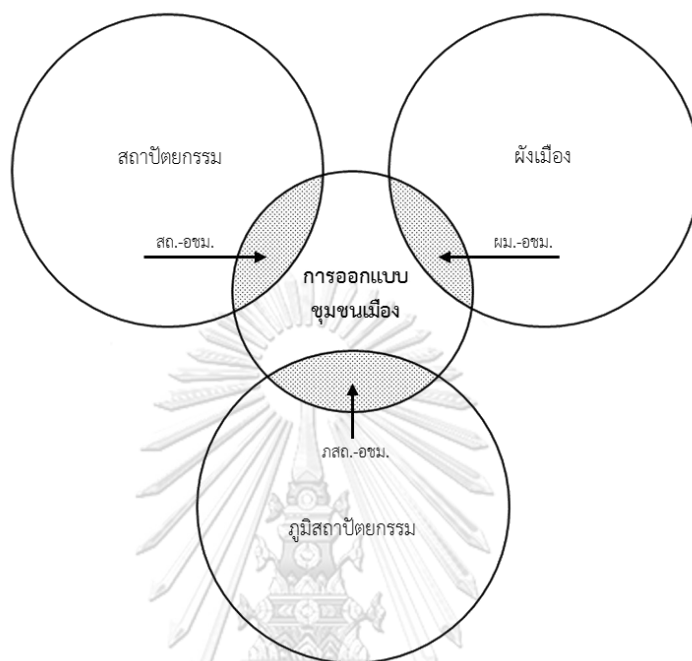 สถาปัตยกรรม
ผังเมือง
สถ.-อชม.
ผม.-อชม.
การออกแบบ
ชุมชนเมือง
ภสถ.-อชม.
ภูมิสถาปัตยกรรม